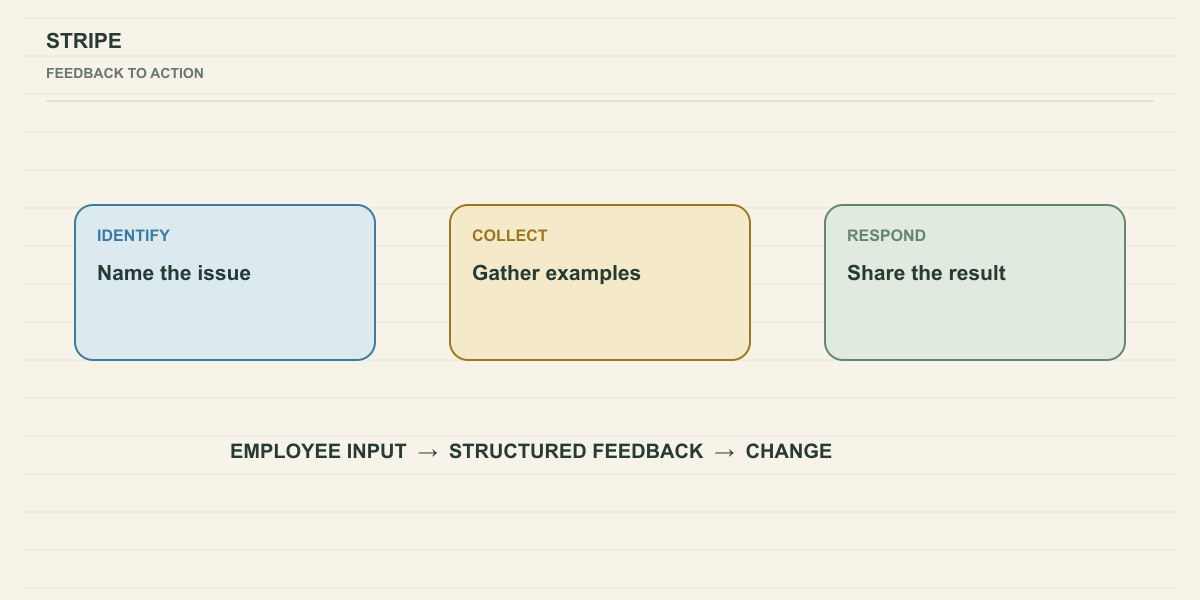 STRIPE
FEEDBACK TO ACTION
IDENTIFY
Name the issue
COLLECT
Gather examples
RESPOND
Share the result
EMPLOYEE INPUT → STRUCTURED FEEDBACK → CHANGE